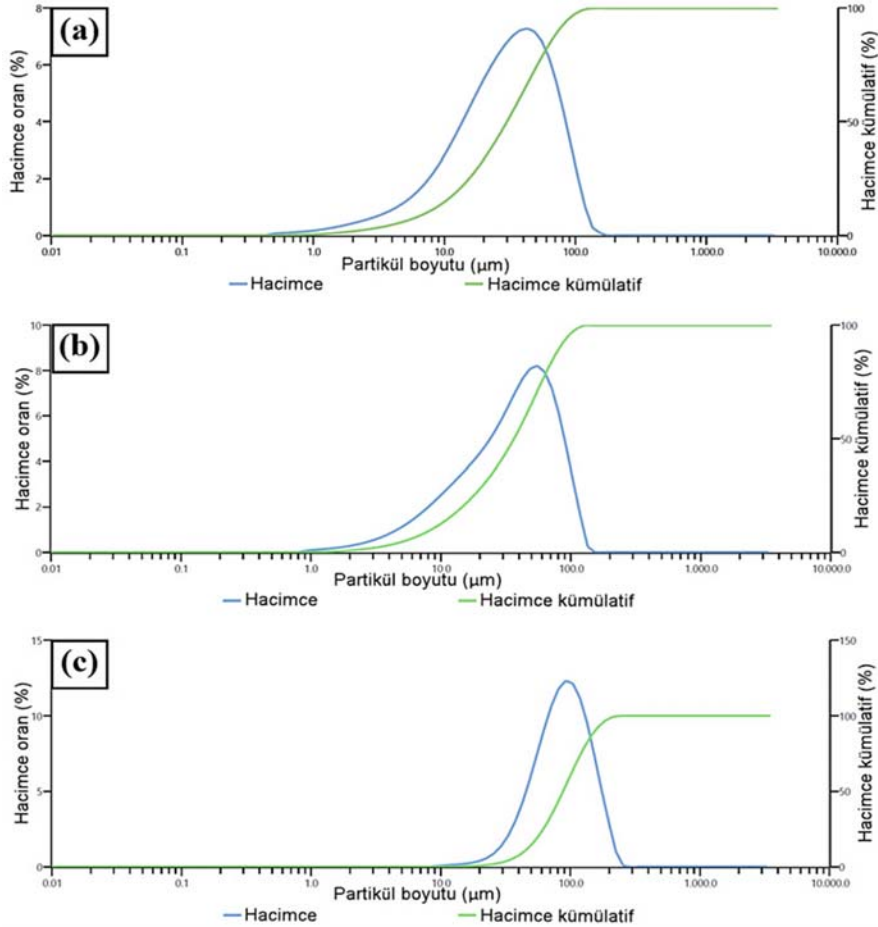 (a)
Hacimce oran (%)
8
6
4
2
0
Hacimce kümülatif (%)
100
50
0
0.01 0.1 1.0 10.0 100.0 1.000.0 10.000.0
Partikül boyutu (µm)
Hacimce Hacimce kümülatif
(b)
Hacimce oran (%)
10
8
6
4
2
0
Hacimce kümülatif (%)
100
50
0
0.01 0.1 1.0 10.0 100.0 1.000.0 10.000.0
Partikül boyutu (µm)
Hacimce Hacimce kümülatif
(c)
Hacimce oran (%)
15
10
5
0
Hacimce kümülatif (%)
150
100
50
0
0.01 0.1 1.0 10.0 100.0 1.000.0 10.000.0
Partikül boyutu (µm)
Hacimce Hacimce kümülatif